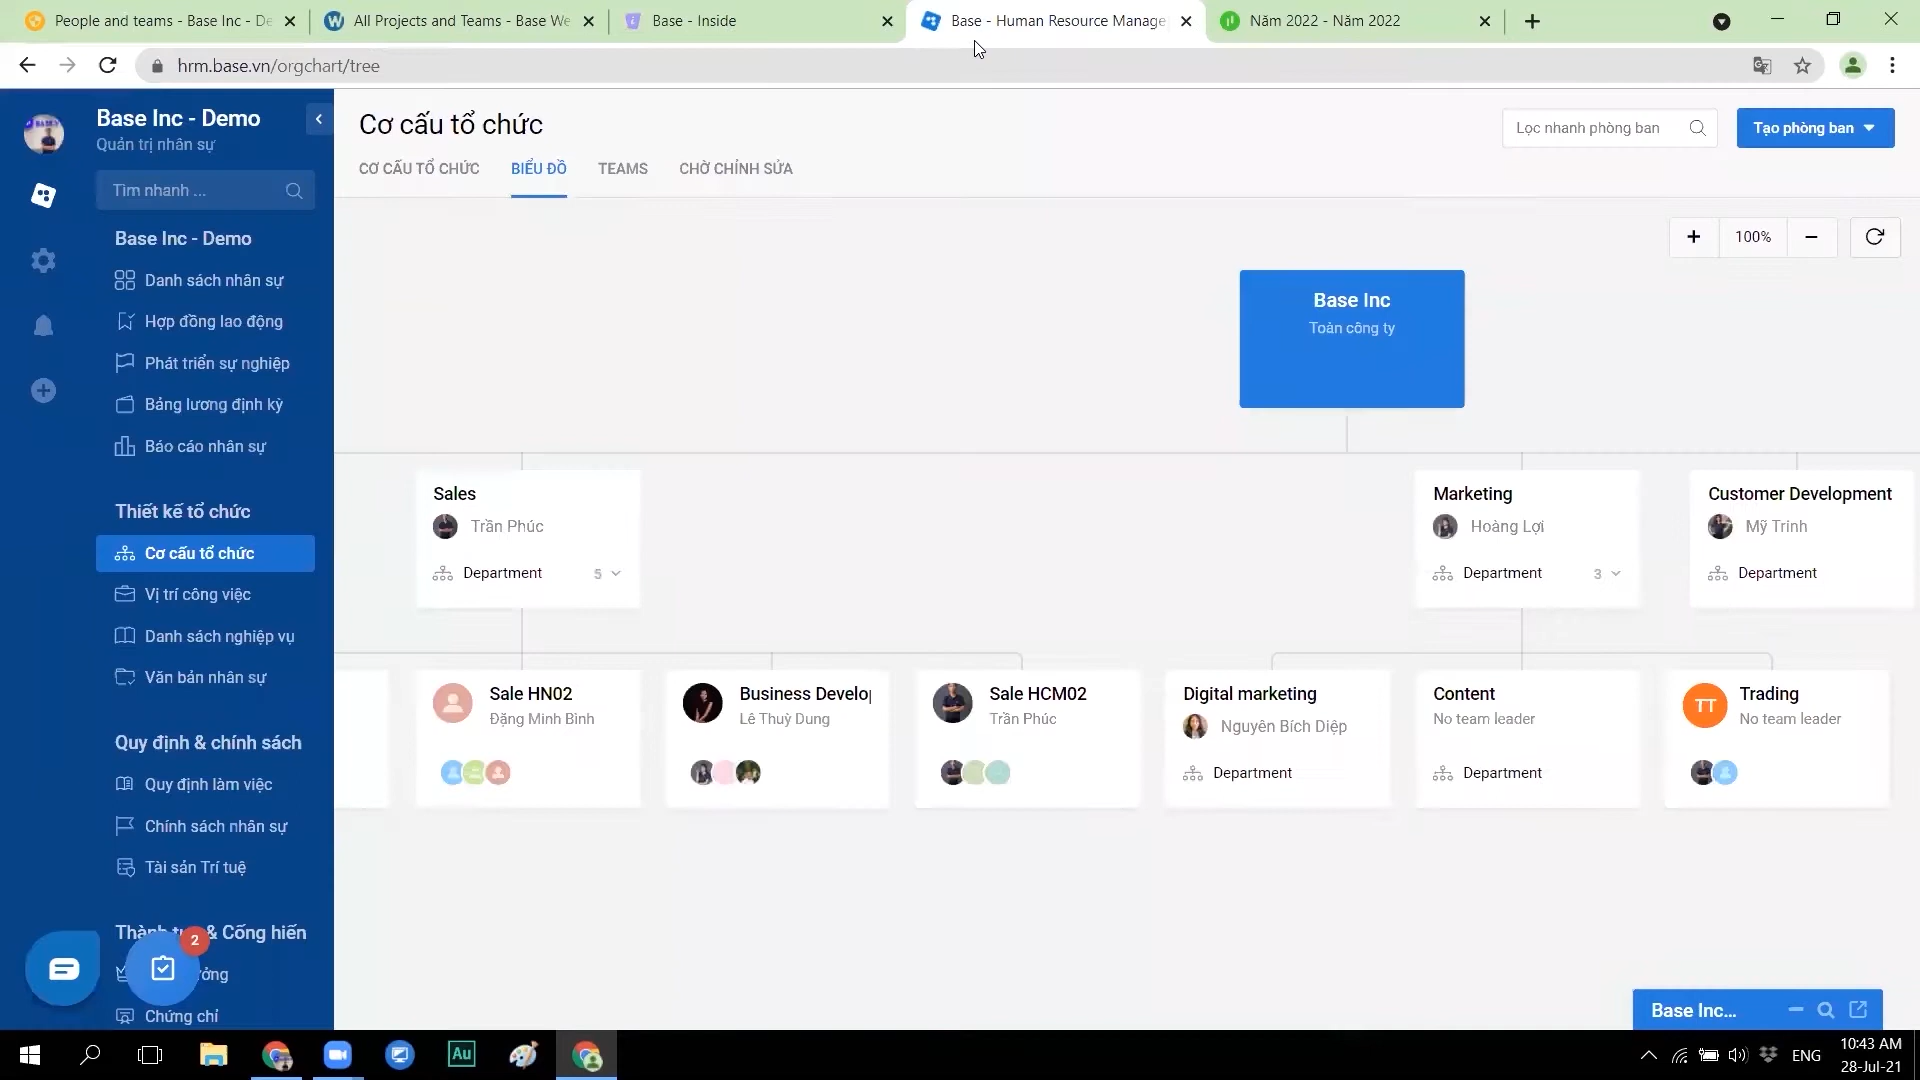 People and teams - Base Inc - De
All Projects and Teams - Base We
Base - Inside
Base - Human Resource Manage
Năm 2022 - Năm 2022
hrm.base.vn/orgchart/tree
Base Inc - Demo
Quản trị nhân sự
Tìm nhanh ...
Base Inc - Demo
Danh sách nhân sự
Hợp đồng lao động
Phát triển sự nghiệp
Bảng lương định kỳ
Báo cáo nhân sự
Thiết kế tổ chức
Cơ cấu tổ chức
Vị trí công việc
Danh sách nghiệp vụ
Văn bản nhân sự
Quy định & chính sách
Quy định làm việc
Chính sách nhân sự
Tài sản Trí tuệ
& Cống hiến
2
Chứng chỉ
Cơ cấu tổ chức
Lọc nhanh phòng ban
Tạo phòng ban
CƠ CẤU TỔ CHỨC
BIỂU ĐỒ
TEAMS
CHỜ CHỈNH SỬA
+
100%
−
Base Inc
Toàn công ty
Sales
Trần Phúc
Department
5
Marketing
Hoàng Lợi
Department
3
Customer Development
Mỹ Trinh
Department
Sale HN02
Đặng Minh Bình
Business Develop
Lê Thuỳ Dung
Sale HCM02
Trần Phúc
Digital marketing
Nguyễn Bích Diệp
Department
Content
No team leader
Department
TT
Trading
No team leader
Base Inc...
Au
ENG
10:43 AM
28-Jul-21